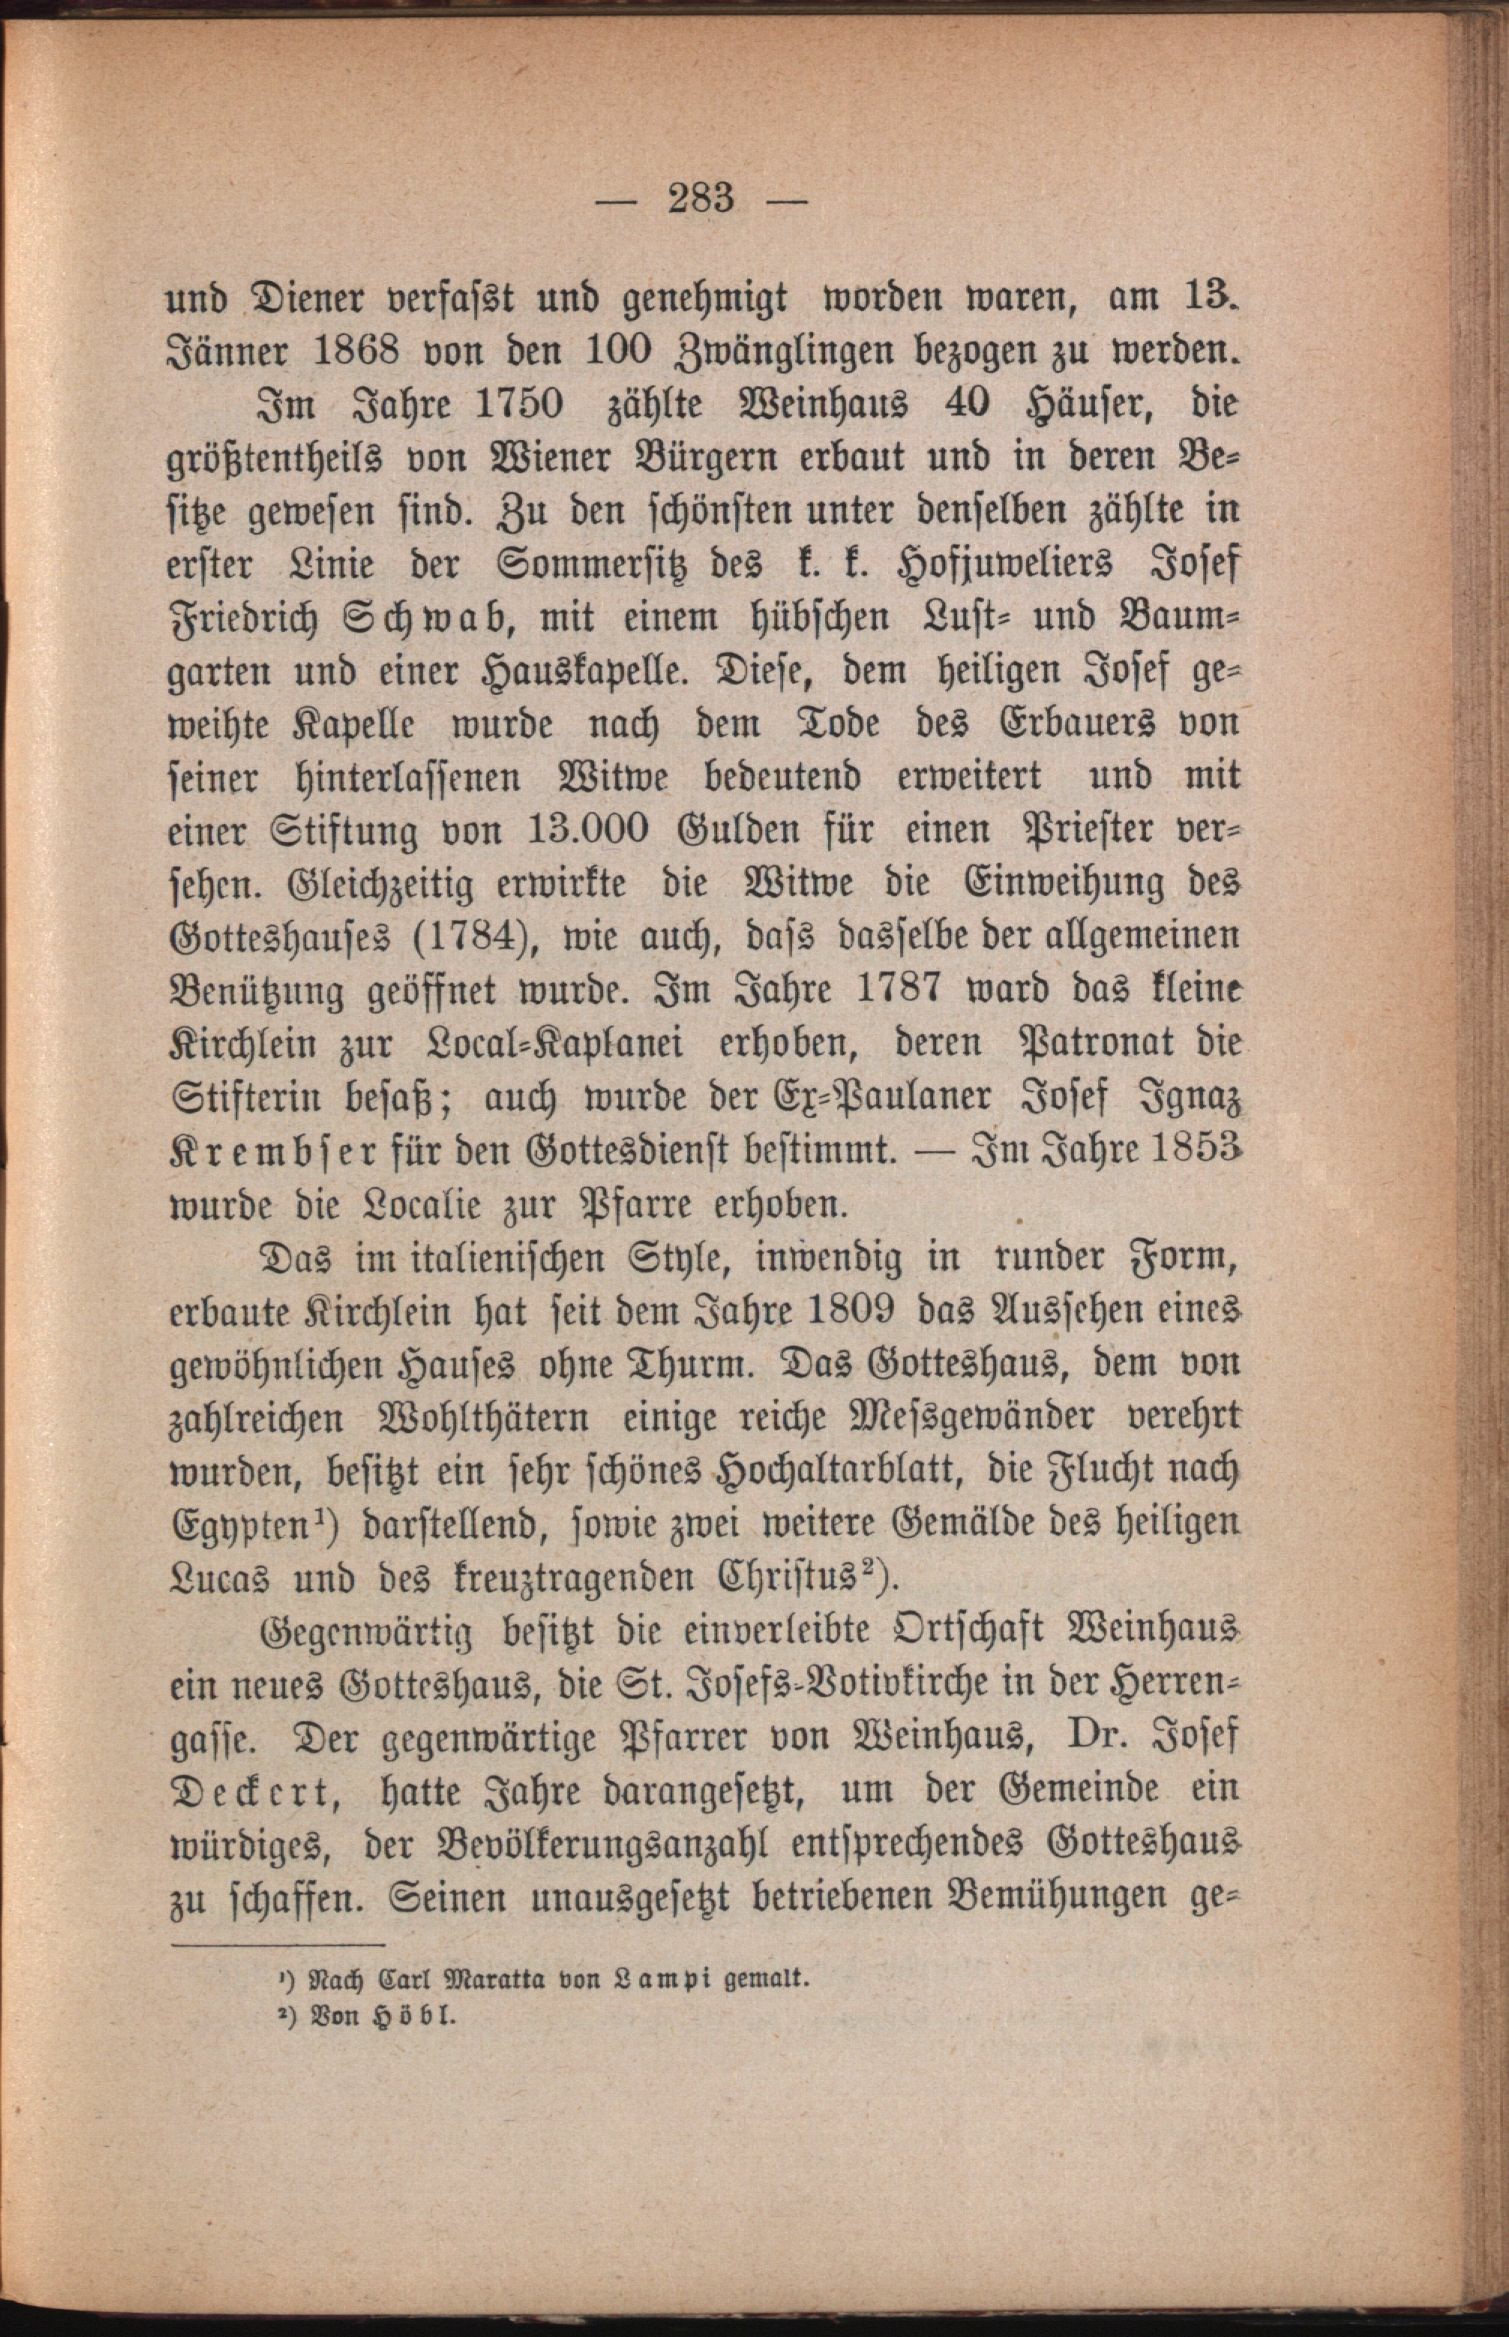 — 283 —
und Diener verfasst und genehmigt worden waren, am 13.
Jänner 1868 von den 100 Zwänglingen bezogen zu werden.
Im Jahre 1750 zählte Weinhaus 40 Häuser, die
größtentheils von Wiener Bürgern erbaut und in deren Be-
sitze gewesen sind. Zu den schönsten unter denselben zählte in
erster Linie der Sommersitz des k. k. Hofjuweliers Josef
Friedrich Schwab, mit einem hübschen Lust- und Baum-
garten und einer Hauskapelle. Diese, dem heiligen Josef ge-
weihte Kapelle wurde nach dem Tode des Erbauers von
seiner hinterlassenen Witwe bedeutend erweitert und mit
einer Stiftung von 13.000 Gulden für einen Priester ver-
sehen. Gleichzeitig erwirkte die Witwe die Einweihung des
Gotteshauses (1784), wie auch, dass dasselbe der allgemeinen
Benützung geöffnet wurde. Im Jahre 1787 ward das kleine
Kirchlein zur Local-Kaplanei erhoben, deren Patronat die
Stifterin besaß; auch wurde der Ex-Paulaner Josef Ignaz
Krembser für den Gottesdienst bestimmt. — Im Jahre 1853
wurde die Localie zur Pfarre erhoben.
Das im italienischen Style, inwendig in runder Form,
erbaute Kirchlein hat seit dem Jahre 1809 das Aussehen eines
gewöhnlichen Hauses ohne Thurm. Das Gotteshaus, dem von
zahlreichen Wohlthätern einige reiche Messgewänder verehrt
wurden, besitzt ein sehr schönes Hochaltarblatt, die Flucht nach
Egypten¹) darstellend, sowie zwei weitere Gemälde des heiligen
Lucas und des kreuztragenden Christus²).
Gegenwärtig besitzt die einverleibte Ortschaft Weinhaus
ein neues Gotteshaus, die St. Josefs-Votivkirche in der Herren-
gasse. Der gegenwärtige Pfarrer von Weinhaus, Dr. Josef
Deckert, hatte Jahre darangesetzt, um der Gemeinde ein
würdiges, der Bevölkerungsanzahl entsprechendes Gotteshaus
zu schaffen. Seinen unausgesetzt betriebenen Bemühungen ge-
¹) Nach Carl Maratta von Lampi gemalt.
²) Von Höbl.